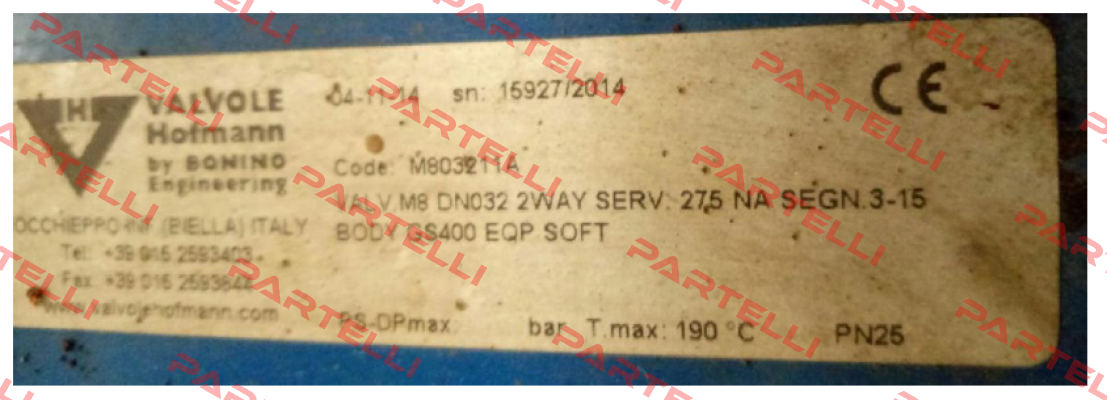 H
VALVOLE
Hofmann
by BONINO
Engineering
OCCHIEPPO INF (BIELLA) ITALY
Tel: +39 015 2593403
Fax +39 015 2593644
www.valvolehofmann.com
04-11-14 sn: 15927/2014
CE
Code: M803211A
VALV.M8 DN032 2WAY SERV: 275 NA SEGN.3-15
BODY GS400 EQP SOFT
PS-DPmax: bar T.max: 190 °C PN25
PARTELLI